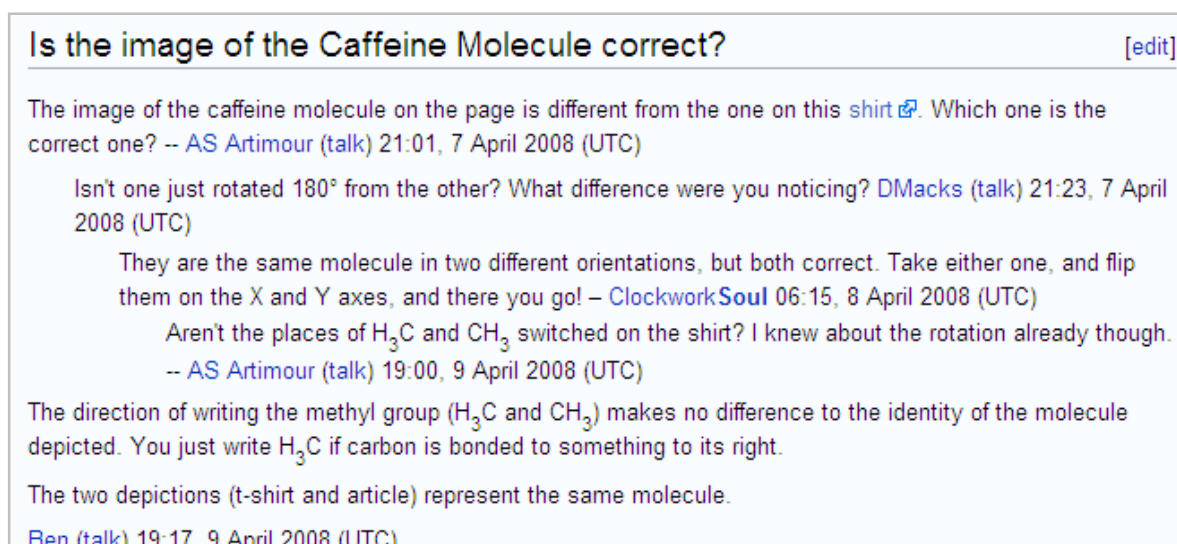 Is the image of the Caffeine Molecule correct? [edit]
The image of the caffeine molecule on the page is different from the one on this shirt. Which one is the
correct one? -- AS Artimour (talk) 21:01, 7 April 2008 (UTC)
Isn't one just rotated 180° from the other? What difference were you noticing? DMacks (talk) 21:23, 7 April
2008 (UTC)
They are the same molecule in two different orientations, but both correct. Take either one, and flip
them on the X and Y axes, and there you go! – ClockworkSoul 06:15, 8 April 2008 (UTC)
Aren't the places of H₃C and CH₃ switched on the shirt? I knew about the rotation already though.
-- AS Artimour (talk) 19:00, 9 April 2008 (UTC)
The direction of writing the methyl group (H₃C and CH₃) makes no difference to the identity of the molecule
depicted. You just write H₃C if carbon is bonded to something to its right.
The two depictions (t-shirt and article) represent the same molecule.
Ben (talk) 19:17, 9 April 2008 (UTC)